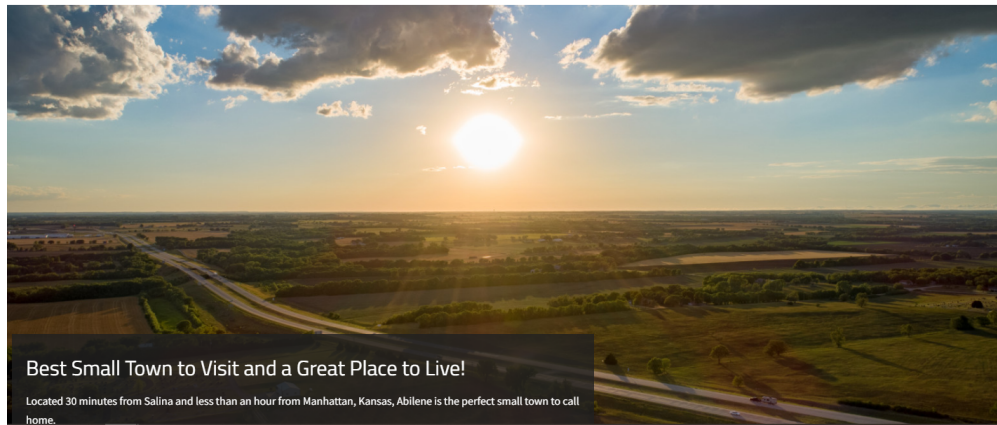 Best Small Town to Visit and a Great Place to Live!
Located 30 minutes from Salina and less than an hour from Manhattan, Kansas, Abilene is the perfect small town to call
home.